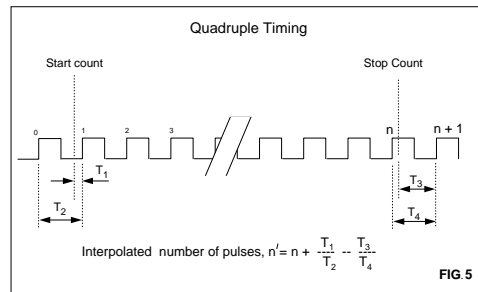 Quadruple Timing
Start count
Stop Count
0 1 2 3 n n + 1
T1
T3
T2
T4
Interpolated number of pulses, n' = n + T1/T2 -- T3/T4
FIG.5